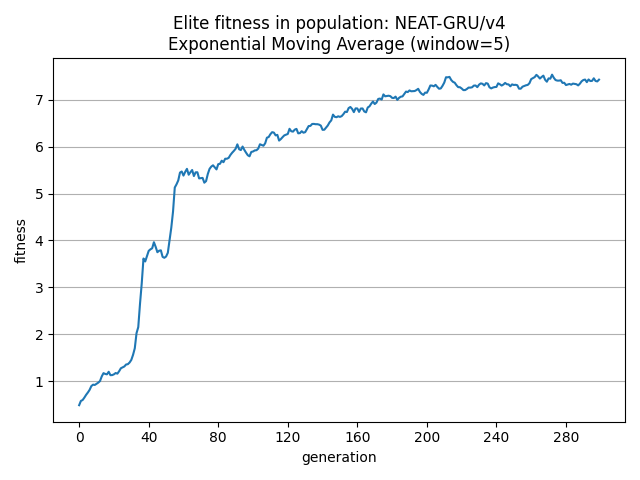 Elite fitness in population: NEAT-GRU/v4
Exponential Moving Average (window=5)
fitness
7
6
5
4
3
2
1
0 40 80 120 160 200 240 280
generation